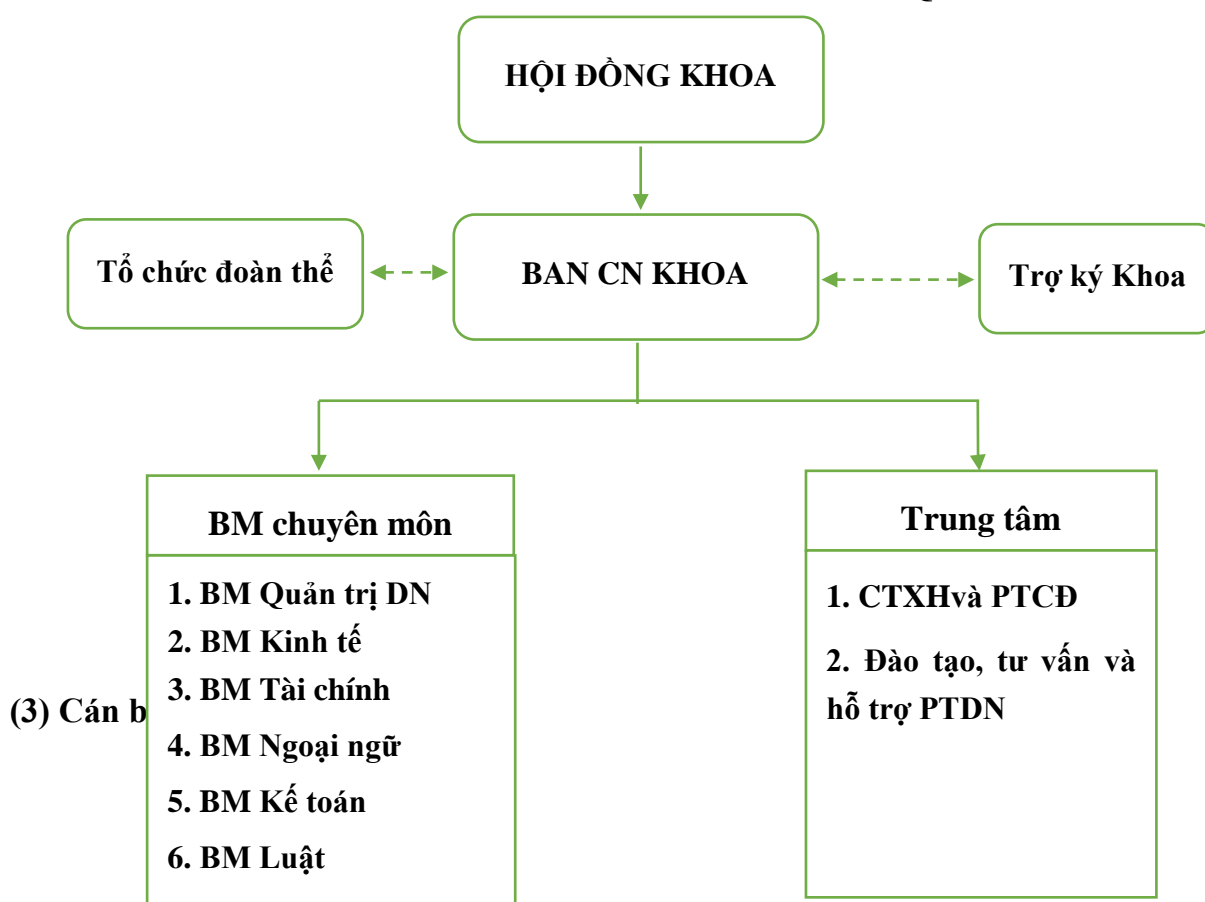 HỘI ĐỒNG KHOA
Tổ chức đoàn thể
BAN CN KHOA
Trợ ký Khoa
BM chuyên môn
1. BM Quản trị DN
2. BM Kinh tế
3. BM Tài chính
4. BM Ngoại ngữ
5. BM Kế toán
6. BM Luật
Trung tâm
1. CTXHvà PTCĐ
2. Đào tạo, tư vấn và
hỗ trợ PTDN
(3) Cán b